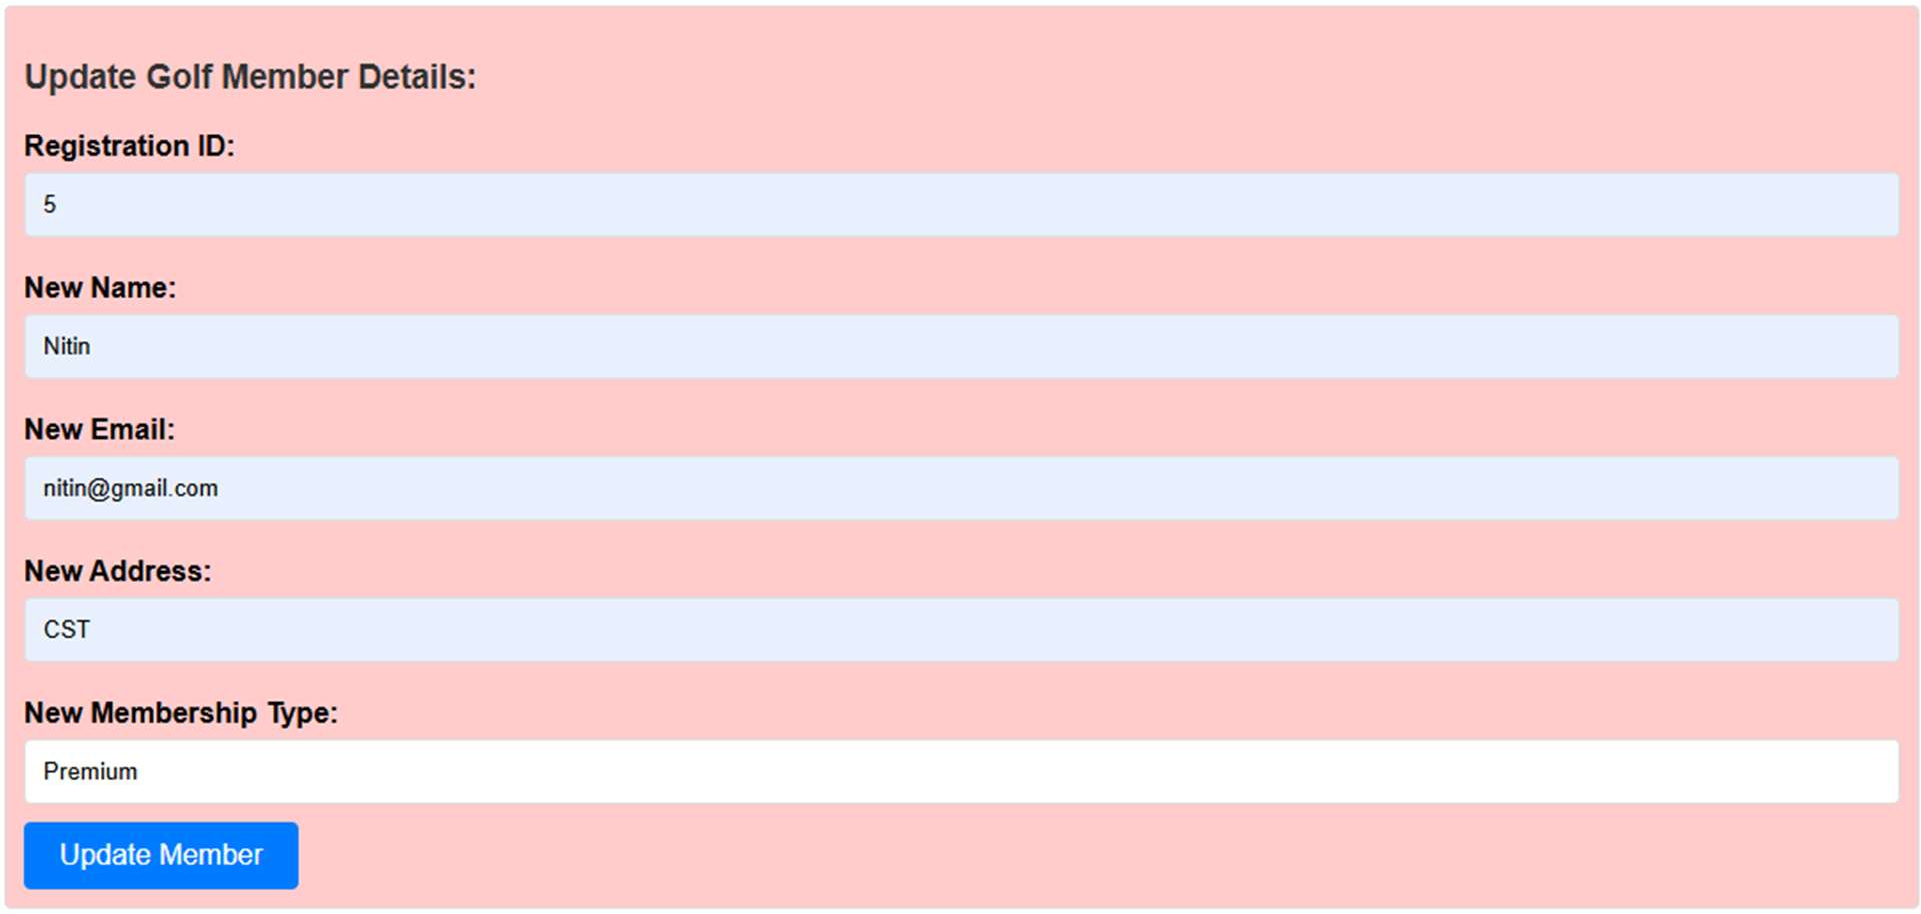 Update Golf Member Details:
Registration ID:
5
New Name:
Nitin
New Email:
nitin@gmail.com
New Address:
CST
New Membership Type:
Premium
Update Member